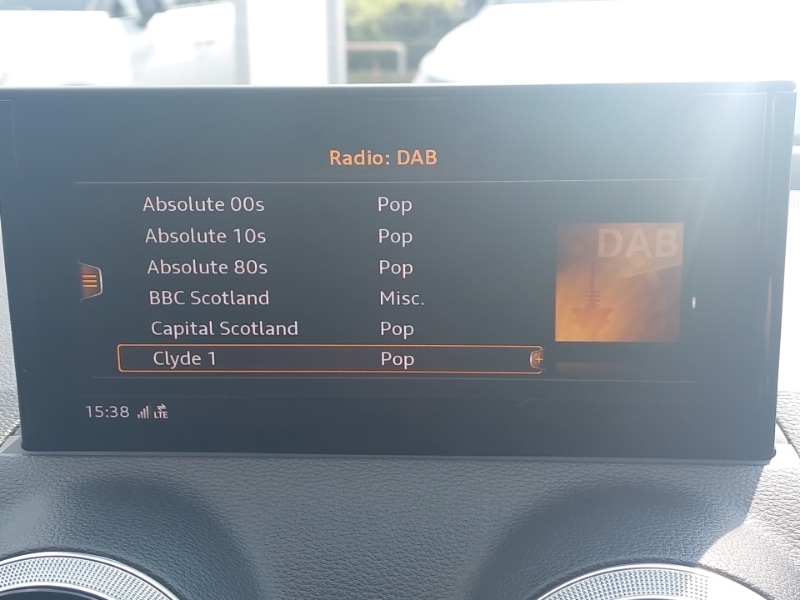 Radio: DAB
Absolute 00s Pop
Absolute 10s Pop
Absolute 80s Pop
BBC Scotland Misc.
Capital Scotland Pop
Clyde 1 Pop
DAB
15:38 LTE